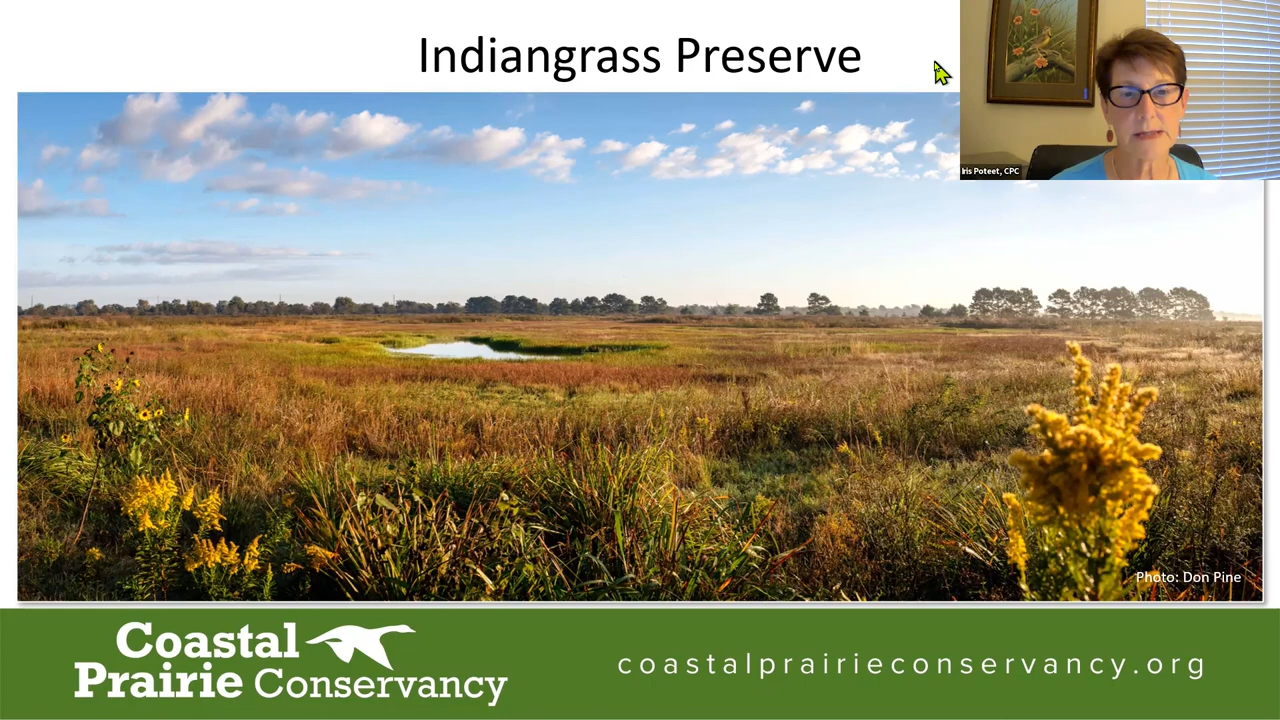 Indiangrass Preserve
Iris Poteet, CPC
Photo: Don Pine
Coastal
Prairie Conservancy
coastalprairieconservancy.org